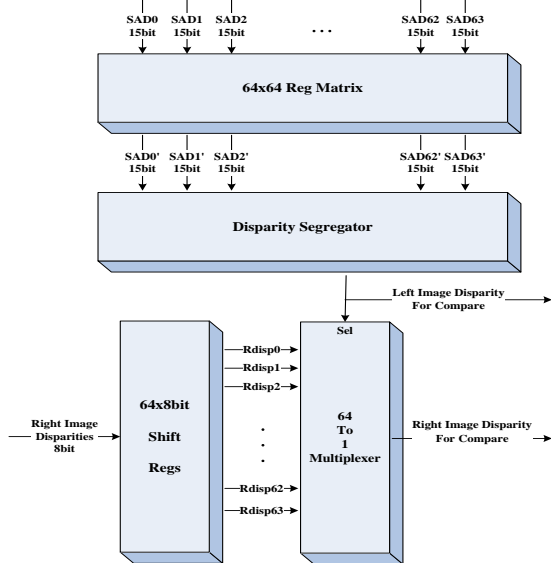 SAD0 SAD1 SAD2 SAD62 SAD63
15bit 15bit 15bit ... 15bit 15bit
64x64 Reg Matrix
SAD0' SAD1' SAD2' SAD62' SAD63'
15bit 15bit 15bit 15bit 15bit
Disparity Segregator
Left Image Disparity
For Compare
Sel
Rdisp0
Rdisp1
Rdisp2
64x8bit
Shift
Regs
64
To
1
Multiplexer
Right Image
Disparities
8bit
Right Image Disparity
For Compare
Rdisp62
Rdisp63